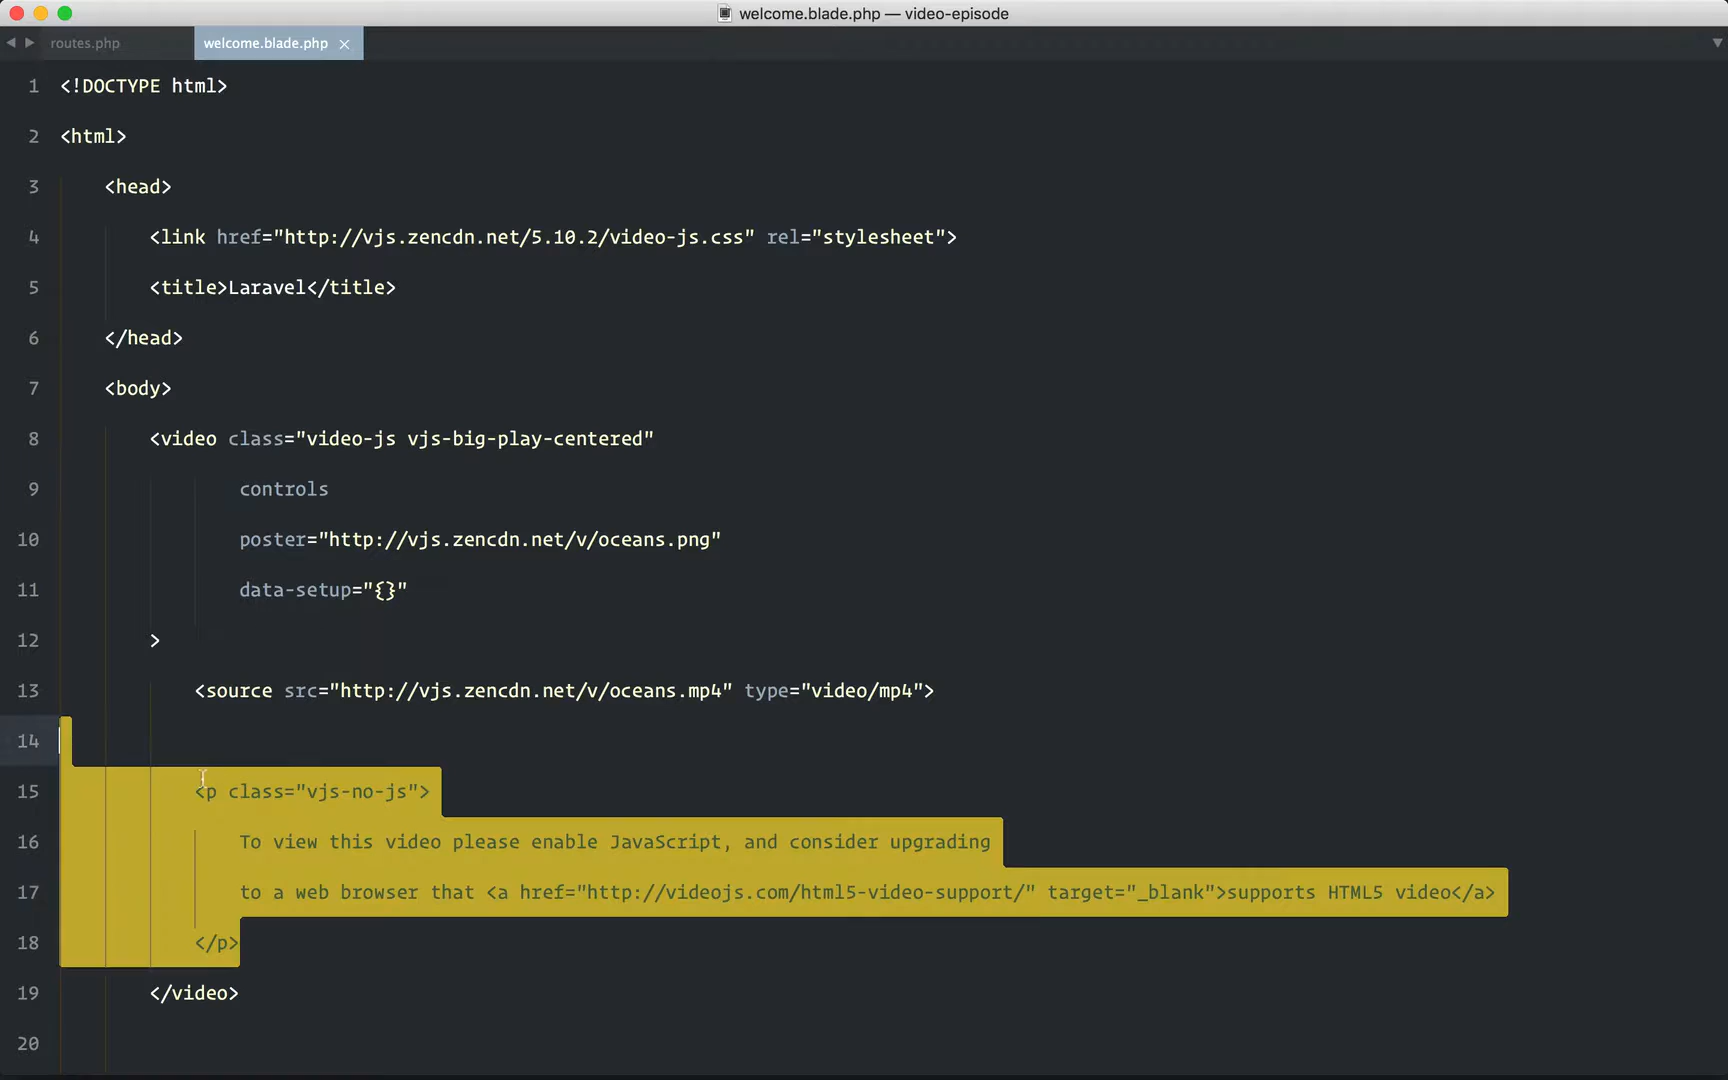 welcome.blade.php — video-episode
routes.php
welcome.blade.php
1 <!DOCTYPE html>
2 <html>
3 <head>
4 <link href="http://vjs.zencdn.net/5.10.2/video-js.css" rel="stylesheet">
5 <title>Laravel</title>
6 </head>
7 <body>
8 <video class="video-js vjs-big-play-centered"
9 controls
10 poster="http://vjs.zencdn.net/v/oceans.png"
11 data-setup="{}"
12 >
13 <source src="http://vjs.zencdn.net/v/oceans.mp4" type="video/mp4">
14
15 <p class="vjs-no-js">
16 To view this video please enable JavaScript, and consider upgrading
17 to a web browser that <a href="http://videojs.com/html5-video-support/" target="_blank">supports HTML5 video</a>
18 </p>
19 </video>
20